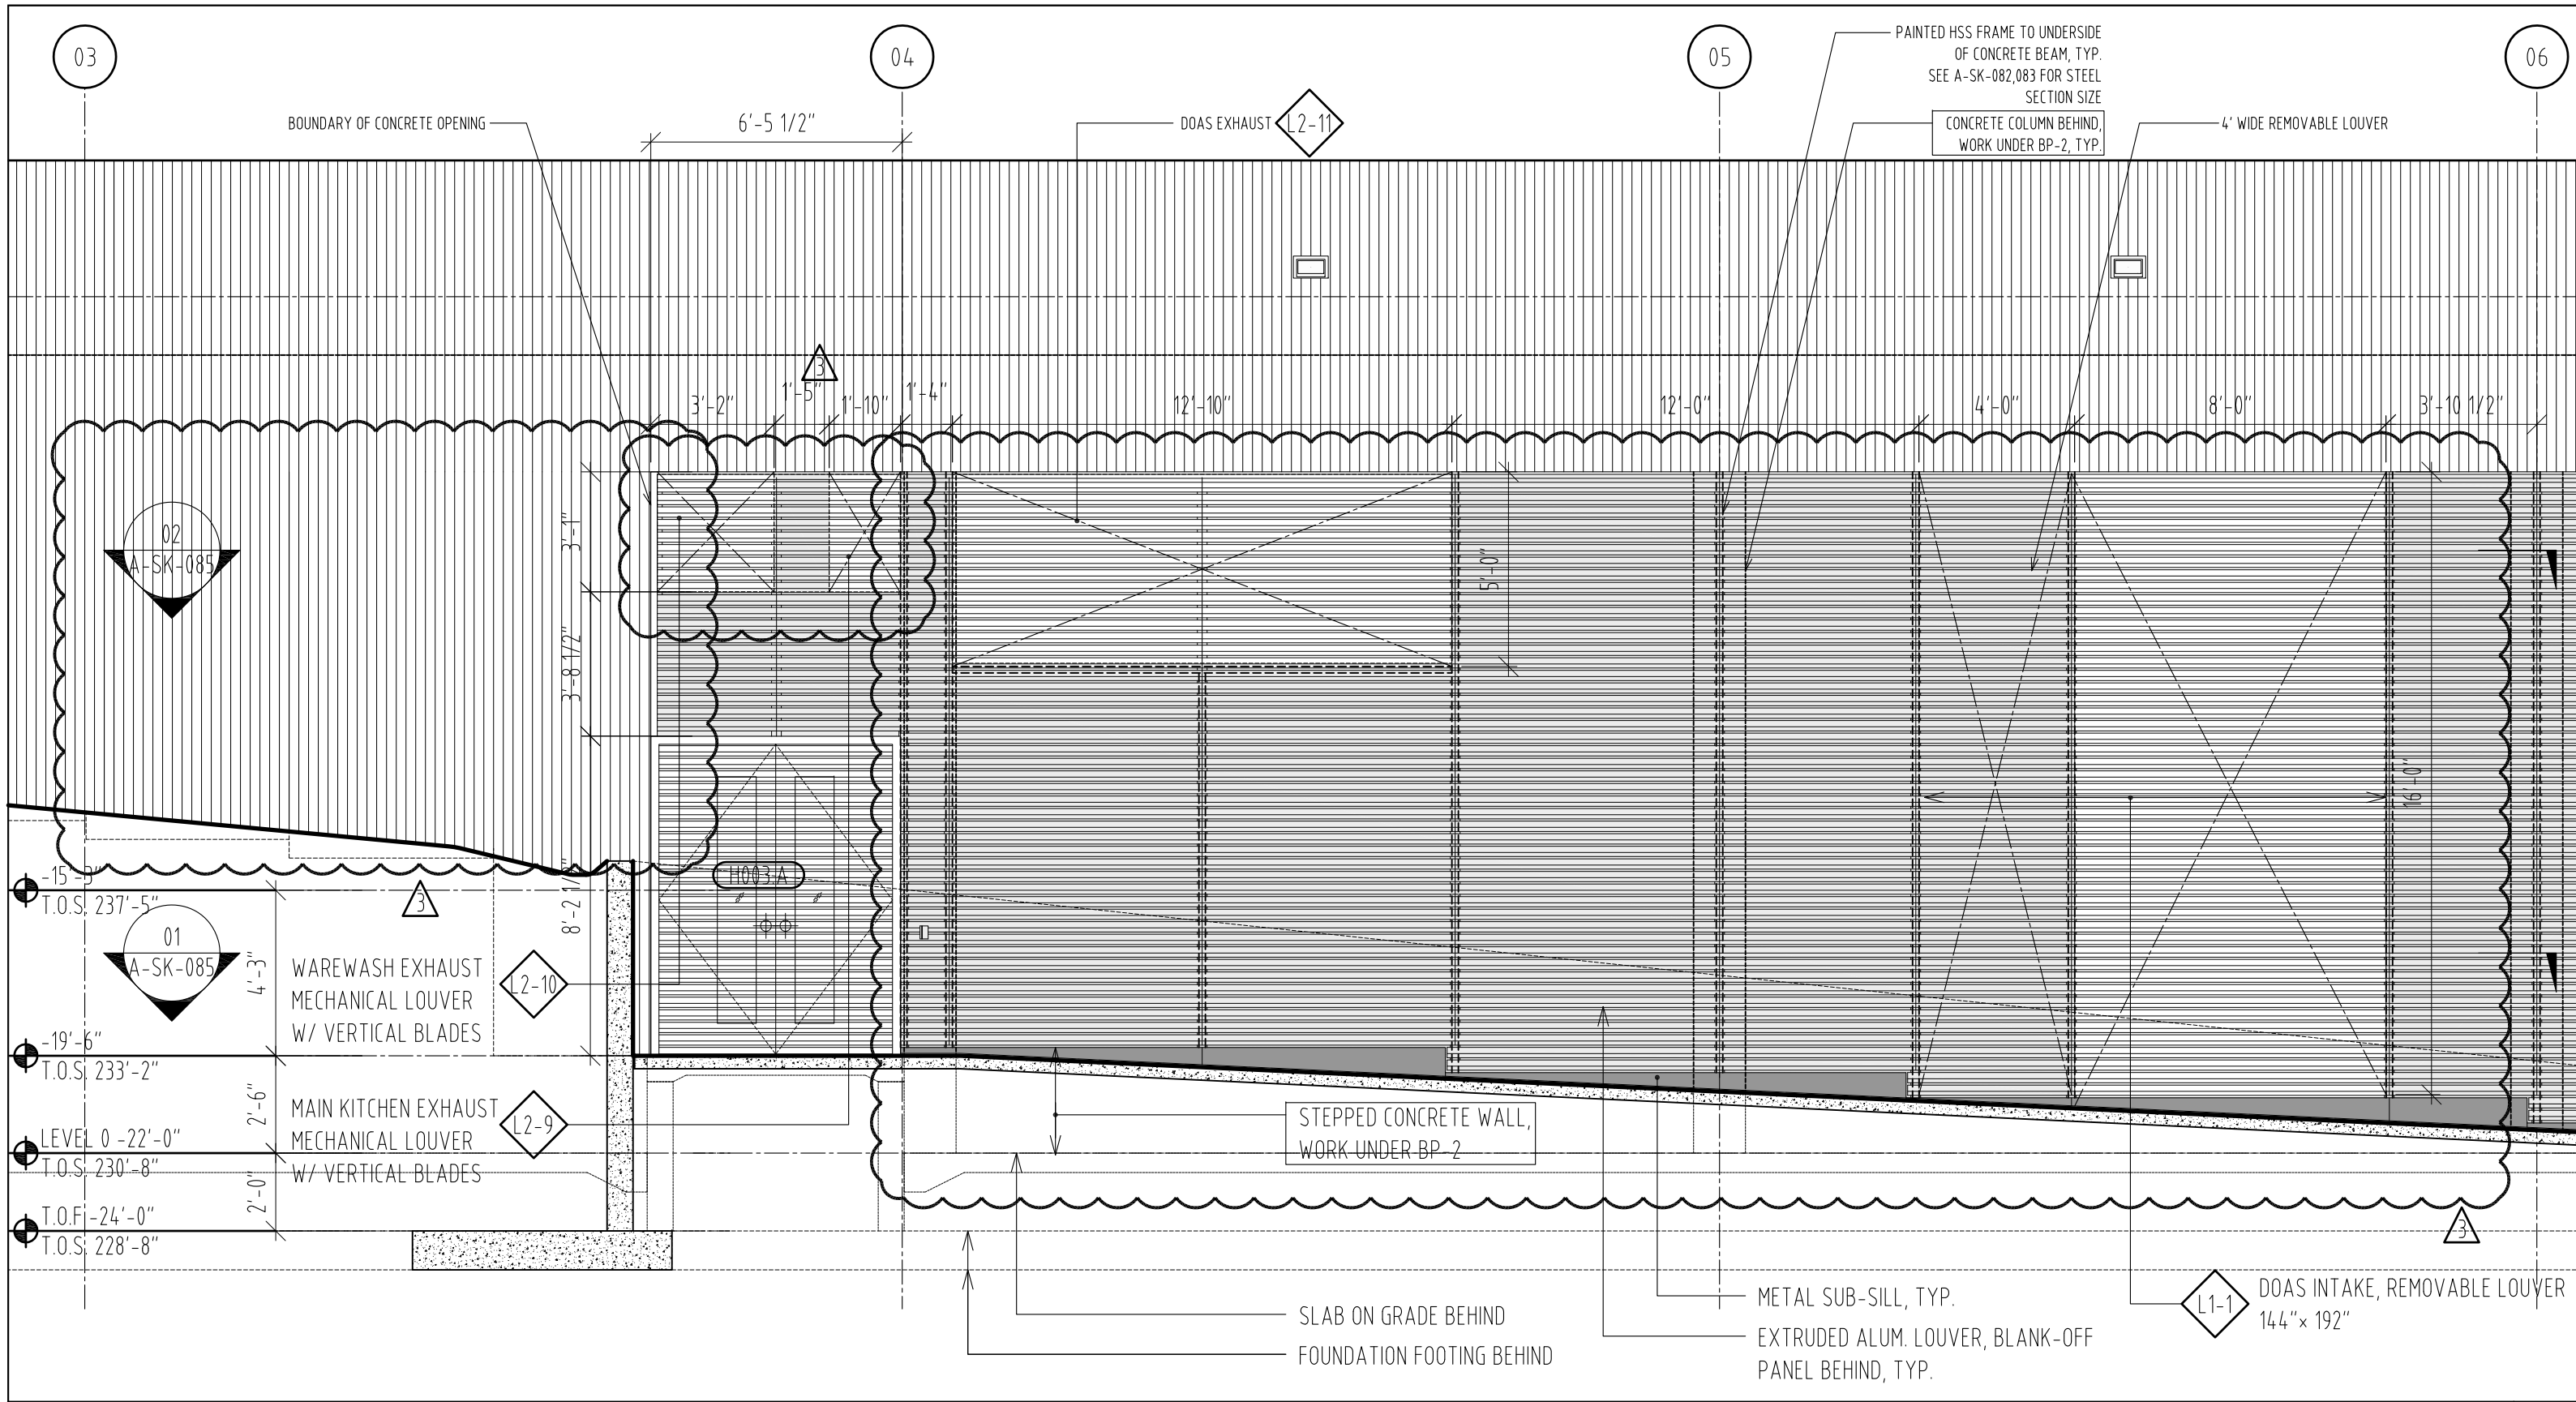 03
04
05
06
PAINTED HSS FRAME TO UNDERSIDE
OF CONCRETE BEAM, TYP.
SEE A-SK-082,083 FOR STEEL
SECTION SIZE
BOUNDARY OF CONCRETE OPENING
6'-5 1/2"
DOAS EXHAUST
L2-11
CONCRETE COLUMN BEHIND,
WORK UNDER BP-2, TYP.
4' WIDE REMOVABLE LOUVER
3
3'-2"
1'-5"
1'-10"
1'-4"
12'-10"
12'-0"
4'-0"
8'-0"
3'-10 1/2"
02
A-SK-085
3'-1"
5'-0"
3'-8 1/2"
16'-0"
H003-A
-15'-3"
T.O.S. 237'-5"
3
8'-2 1/2"
01
A-SK-085
4'-3"
WAREWASH EXHAUST
MECHANICAL LOUVER
W/ VERTICAL BLADES
L2-10
-19'-6"
T.O.S. 233'-2"
2'-6"
MAIN KITCHEN EXHAUST
MECHANICAL LOUVER
W/ VERTICAL BLADES
L2-9
STEPPED CONCRETE WALL,
WORK UNDER BP-2
LEVEL 0 -22'-0"
T.O.S. 230'-8"
2'-0"
T.O.F. -24'-0"
T.O.S. 228'-8"
3
SLAB ON GRADE BEHIND
FOUNDATION FOOTING BEHIND
METAL SUB-SILL, TYP.
EXTRUDED ALUM. LOUVER, BLANK-OFF
PANEL BEHIND, TYP.
L1-1
DOAS INTAKE, REMOVABLE LOUVER
144"x 192"